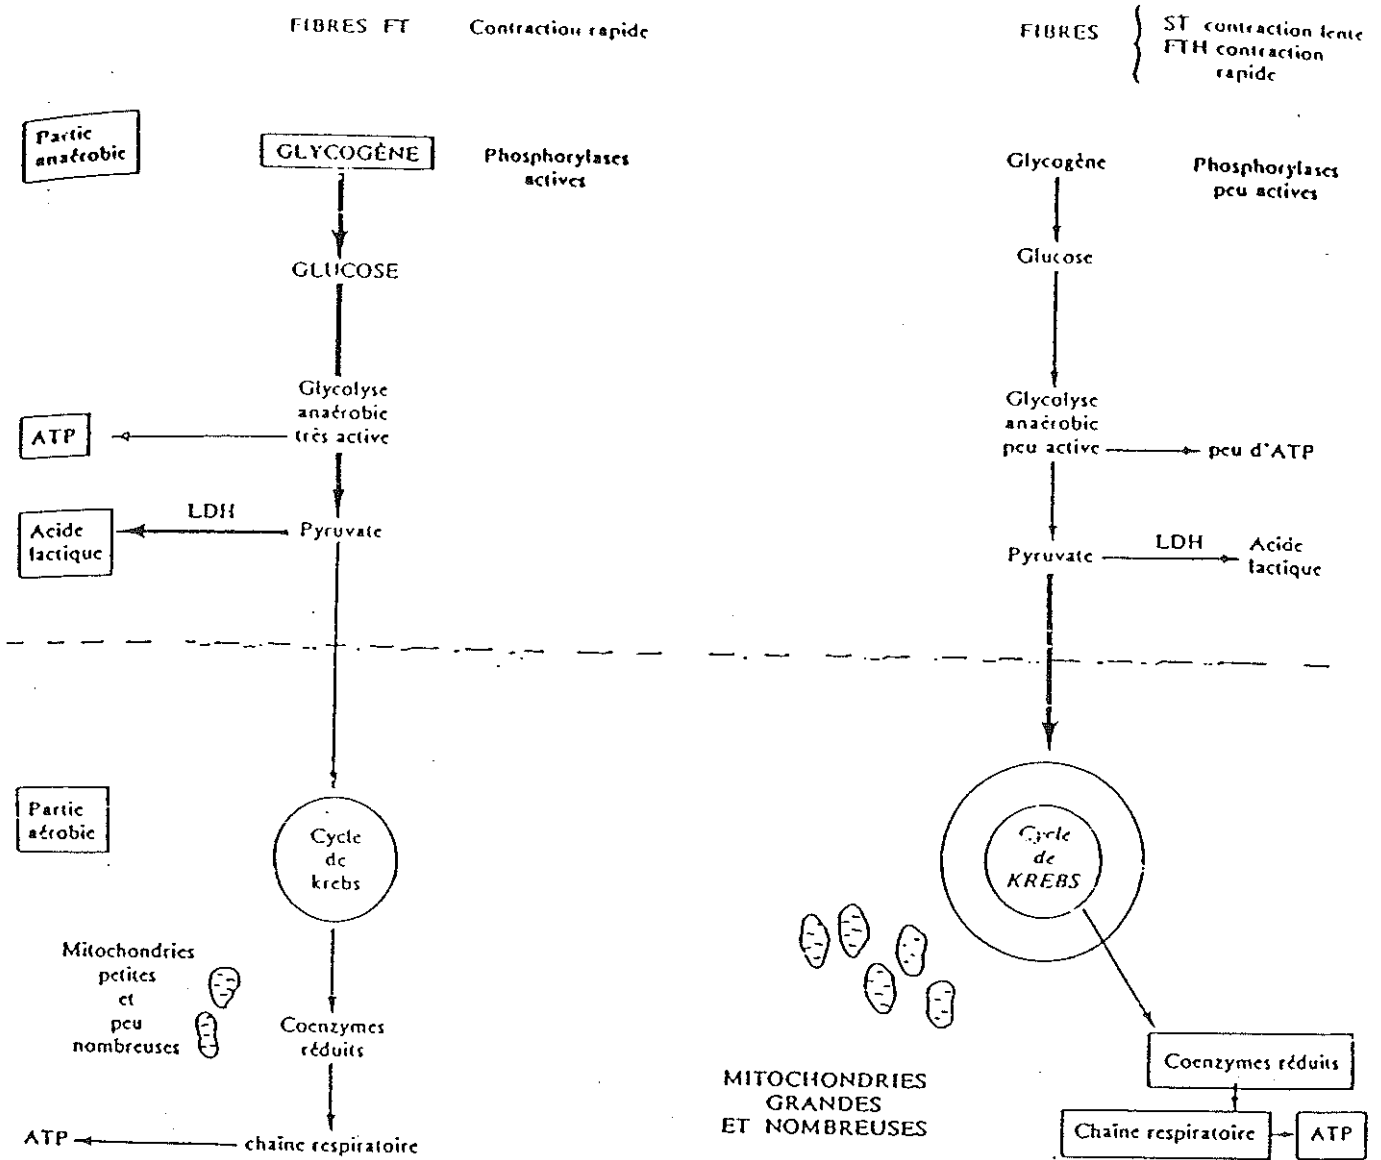 FIBRES FT Contraction rapide
Partie
anaérobie
GLYCOGÈNE
Phosphorylases
actives
GLUCOSE
Glycolyse
anaérobie
très active
ATP
LDH
Pyruvate
Acide
lactique
Partie
aérobie
Cycle
de
krebs
Mitochondries
petites
et
peu
nombreuses
Coenzymes
réduits
chaîne respiratoire
ATP
FIBRES
ST contraction lente
FTH contraction
rapide
Glycogène
Phosphorylases
peu actives
Glucose
Glycolyse
anaérobie
peu active
peu d'ATP
Pyruvate
LDH
Acide
lactique
Cycle
de
KREBS
MITOCHONDRIES
GRANDES
ET NOMBREUSES
Coenzymes réduits
Chaîne respiratoire
ATP